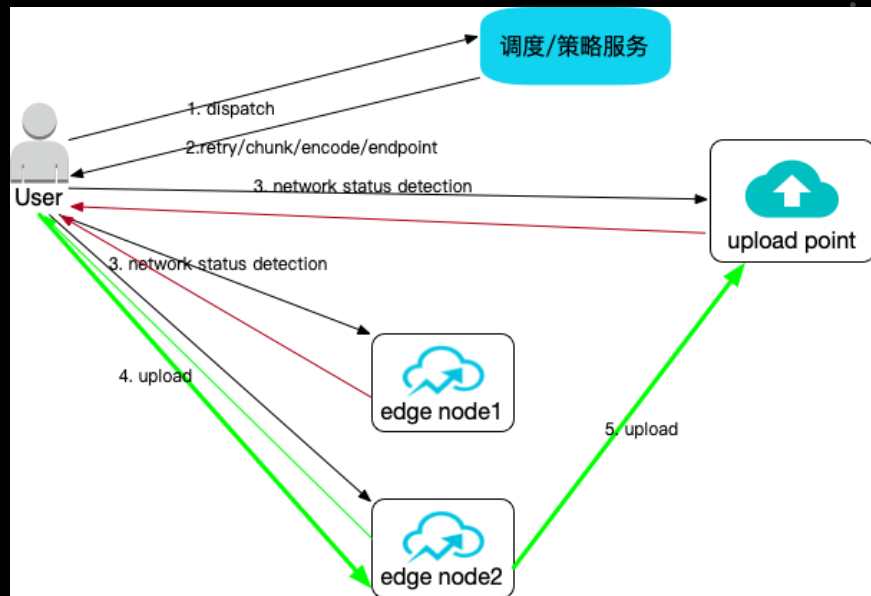 调度/策略服务
1. dispatch
2.retry/chunk/encode/endpoint
3. network status detection
User
upload point
3. network status detection
edge node1
4. upload
5. upload
edge node2